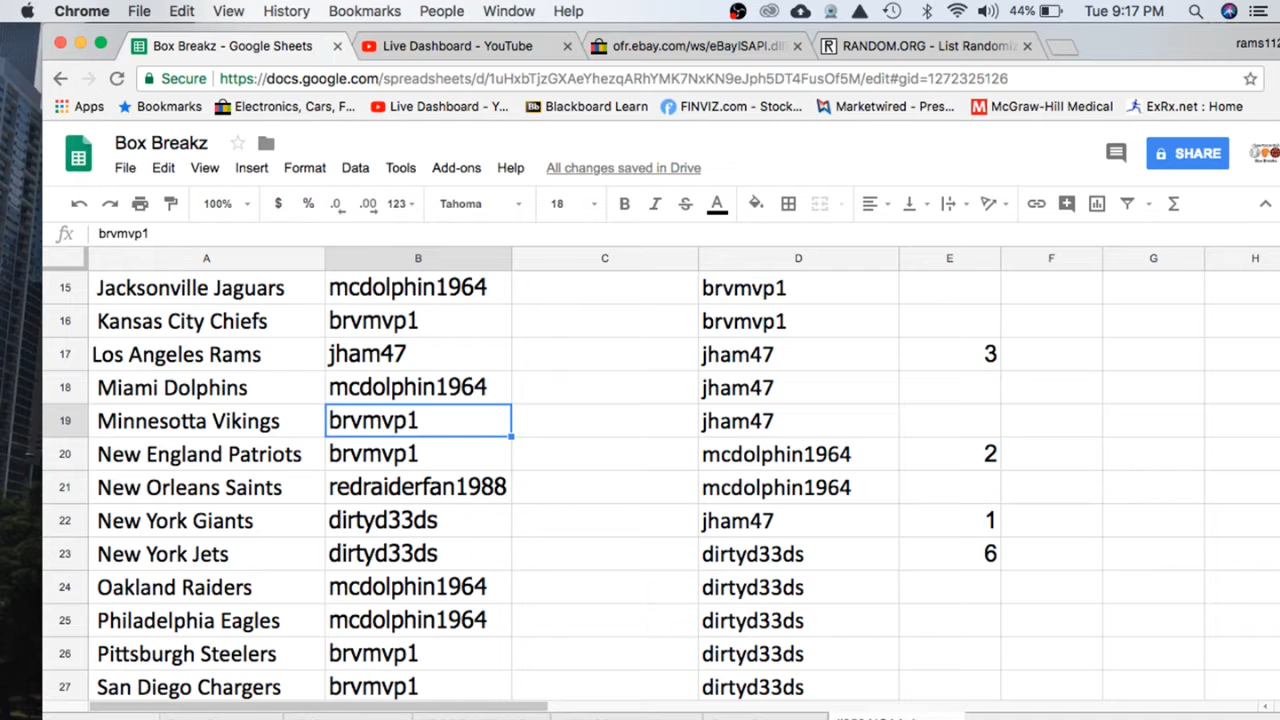 Chrome File Edit View History Bookmarks People Window Help 44% Tue 9:17 PM
Box Breakz - Google Sheets Live Dashboard - YouTube ofr.ebay.com/ws/eBayISAPI.dll RANDOM.ORG - List Randomiz rams112
Secure https://docs.google.com/spreadsheets/d/1uHxbTjzGXAeYhezqARhYMK7NxKN9eJph5DT4FusOf5M/edit#gid=1272325126
Apps Bookmarks Electronics, Cars, F... Live Dashboard - Y... Bb Blackboard Learn FINVIZ.com - Stock... Marketwired - Pres... M McGraw-Hill Medical ExRx.net : Home
Box Breakz
File Edit View Insert Format Data Tools Add-ons Help All changes saved in Drive SHARE
100% $ % .0 .00 123 Tahoma 18 B I S A
fx brvmvp1
A B C D E F G H
15 Jacksonville Jaguars mcdolphin1964 brvmvp1
16 Kansas City Chiefs brvmvp1 brvmvp1
17 Los Angeles Rams jham47 jham47 3
18 Miami Dolphins mcdolphin1964 jham47
19 Minnesotta Vikings brvmvp1 jham47
20 New England Patriots brvmvp1 mcdolphin1964 2
21 New Orleans Saints redraiderfan1988 mcdolphin1964
22 New York Giants dirtyd33ds jham47 1
23 New York Jets dirtyd33ds dirtyd33ds 6
24 Oakland Raiders mcdolphin1964 dirtyd33ds
25 Philadelphia Eagles mcdolphin1964 dirtyd33ds
26 Pittsburgh Steelers brvmvp1 dirtyd33ds
27 San Diego Chargers brvmvp1 dirtyd33ds